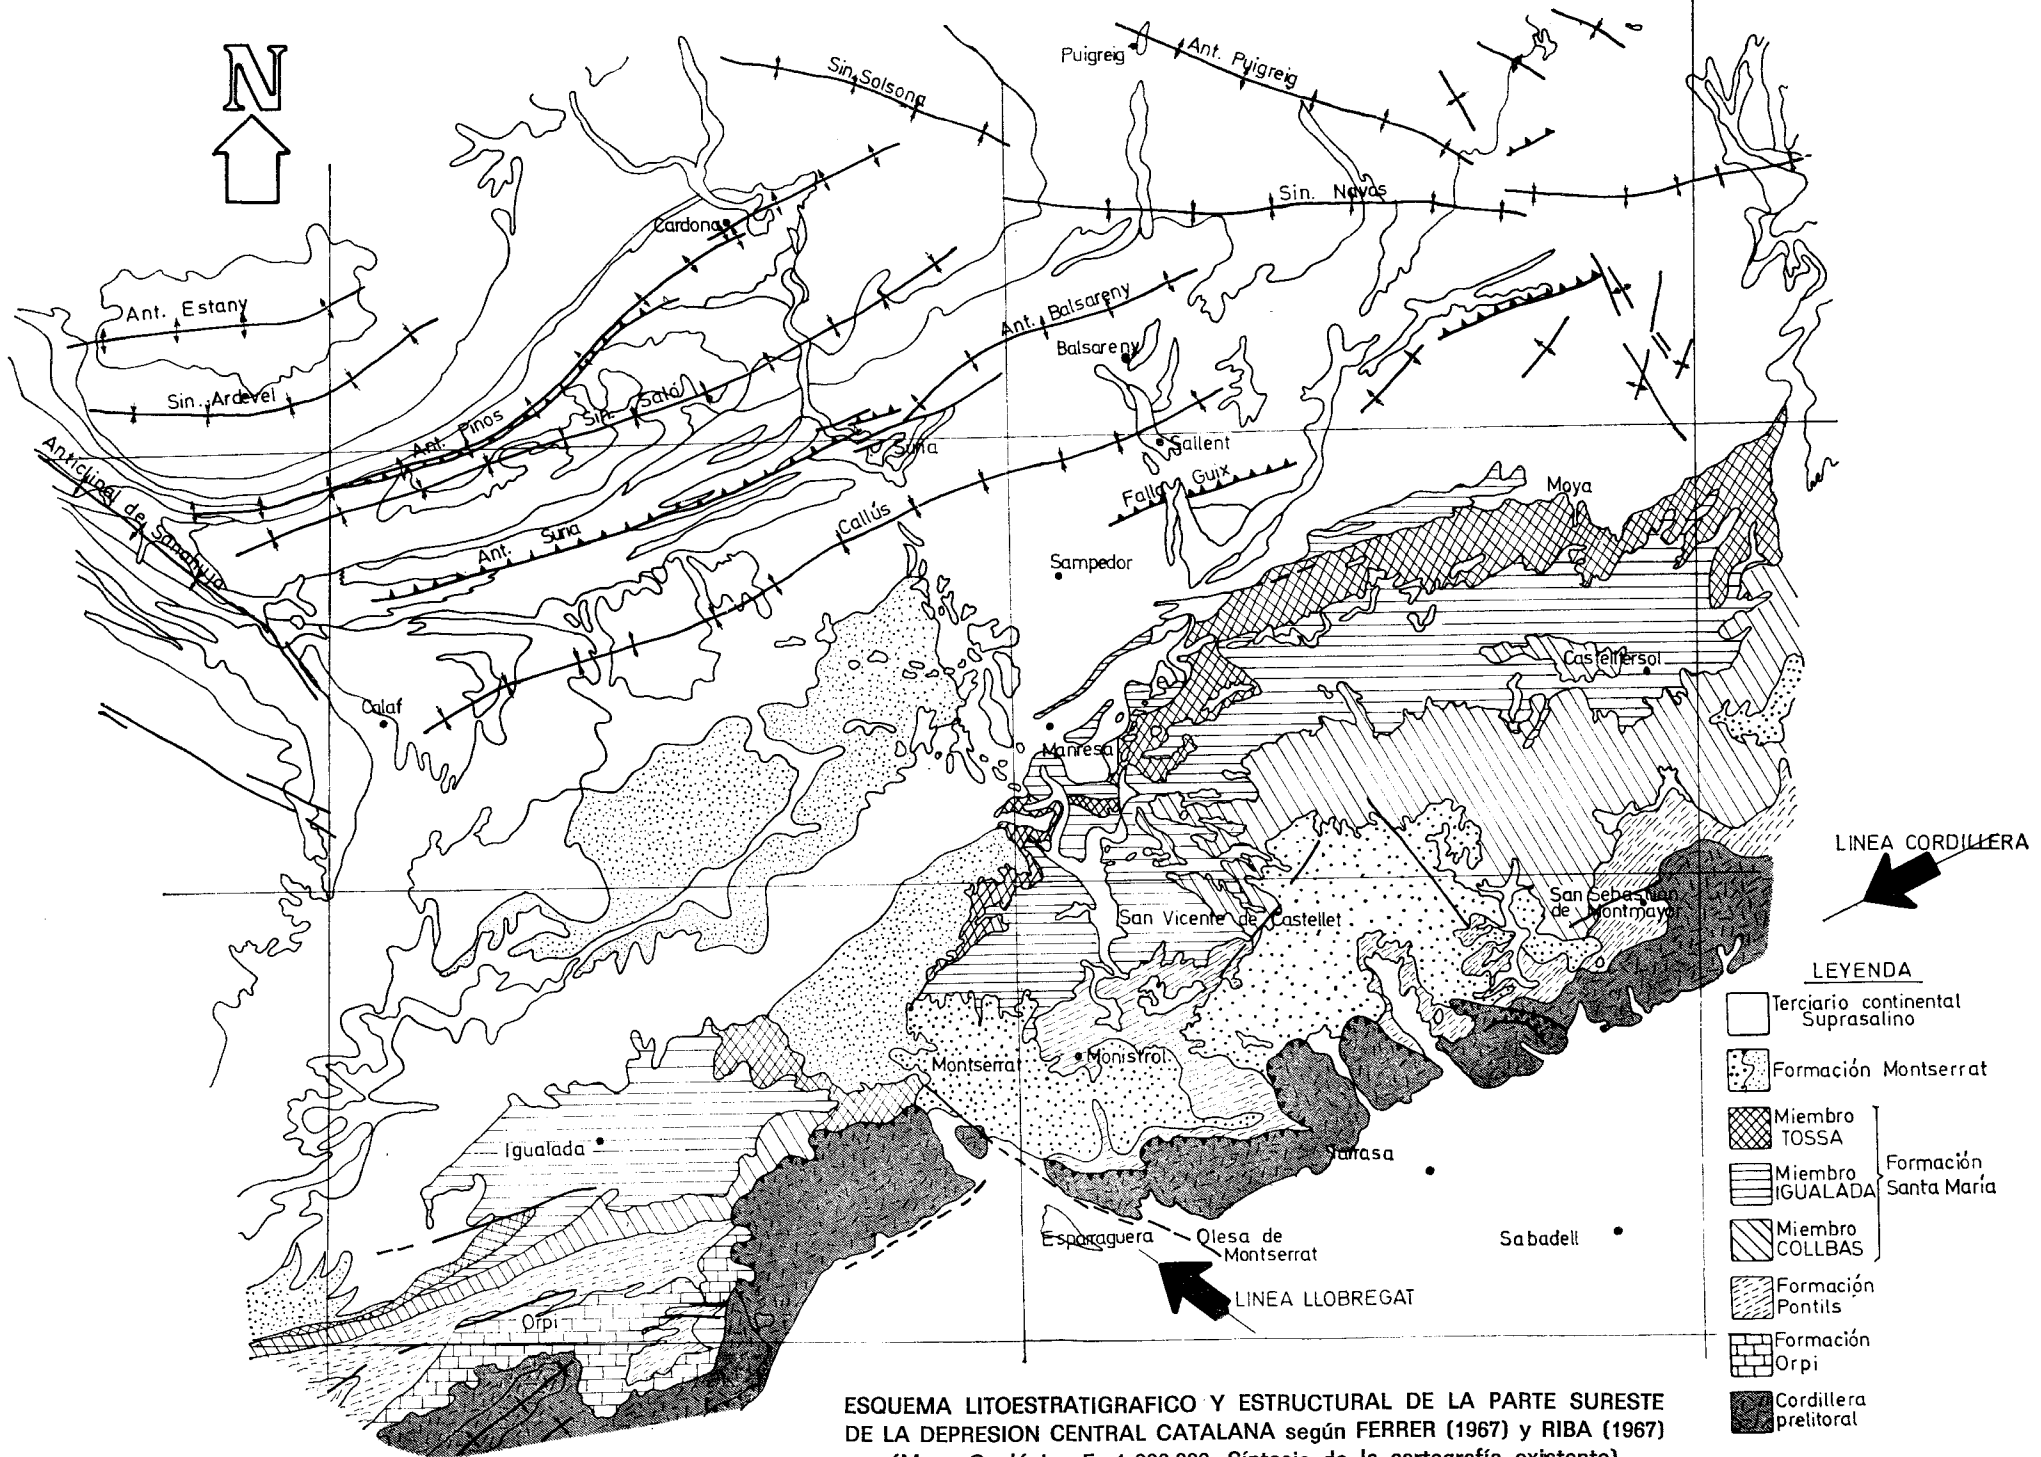 N
Puigreig
Ant. Puigreig
Sin. Solsona
Sin. Navas
Cardona
Ant. Estany
Sin. Ardevel
Ant. Pinos
Sin. Saló
Ant. Balsareny
Balsareny
Suria
Sallent
Falla Guix
Anticlinal de Sanahuja
Ant. Suria
Callús
Sampedor
Moya
Castelltersol
Calaf
Manresa
LINEA CORDILLERA
San Sebastian
de Montmayor
San Vicente de Castellet
Montserrat
Monistrol
Igualada
Tarrasa
Esparraguera
Olesa de
Montserrat
Sabadell
LINEA LLOBREGAT
Orpi
LEYENDA
Terciario continental
Suprasalino
Formación Montserrat
Miembro
TOSSA
Miembro
IGUALADA
Formación
Santa María
Miembro
COLLBAS
Formación
Pontils
Formación
Orpi
Cordillera
prelitoral
ESQUEMA LITOESTRATIGRAFICO Y ESTRUCTURAL DE LA PARTE SURESTE
DE LA DEPRESION CENTRAL CATALANA según FERRER (1967) y RIBA (1967)